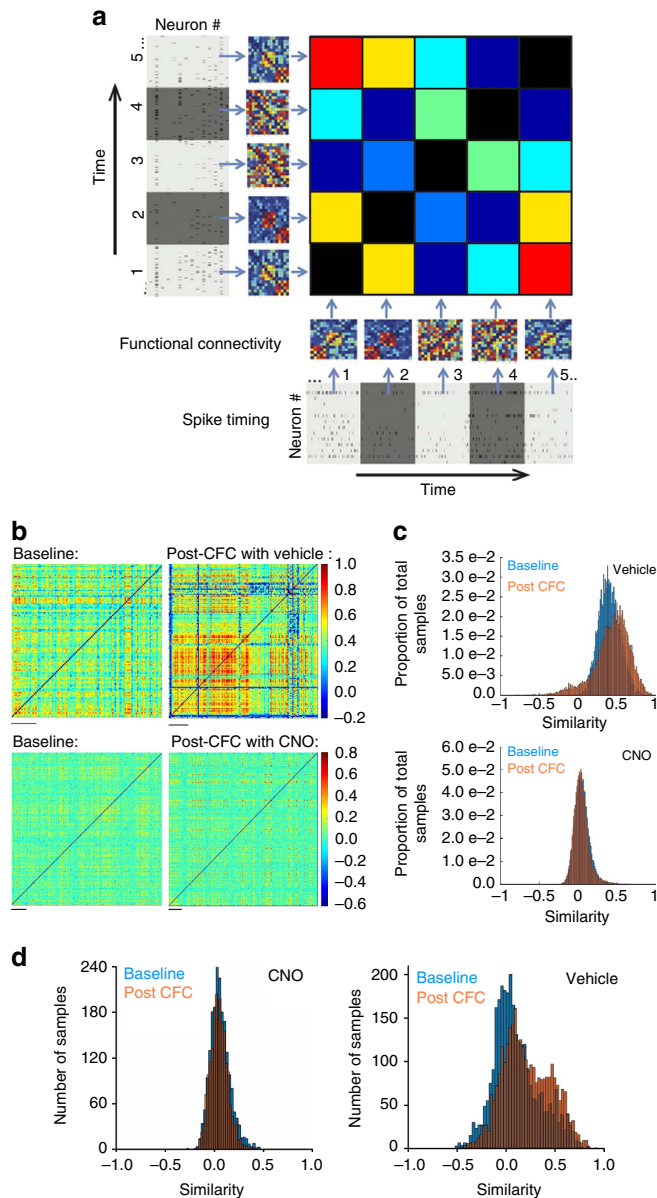 a
Neuron #
5 ...
4
3
2
1
Time
Functional connectivity
... 1 2 3 4 5..
Spike timing
Neuron #
Time
b
Baseline:
Post-CFC with vehicle :
1.0
0.8
0.6
0.4
0.2
0.0
−0.2
Baseline:
Post-CFC with CNO:
0.8
0.6
0.4
0.2
0.0
−0.2
−0.4
−0.6
c
Proportion of total
samples
3.5 e−2
3.0 e−2
2.5 e−2
2.0 e−2
1.5 e−2
1.0 e−2
5.0 e−3
0.0
Baseline
Post CFC
Vehicle
−1 −0.5 0 0.5 1
Similarity
Proportion of total
samples
6.0 e−2
5.0 e−2
4.0 e−2
3.0 e−2
2.0 e−2
1.0 e−2
0.0
Baseline
Post CFC
CNO
−1 −0.5 0 0.5 1
Similarity
d
Number of samples
240
180
120
60
0
Baseline
Post CFC
CNO
−1.0 −0.5 0.0 0.5 1.0
Similarity
Number of samples
200
150
100
50
0
Baseline
Post CFC
Vehicle
−1.0 −0.5 0.0 0.5 1.0
Similarity